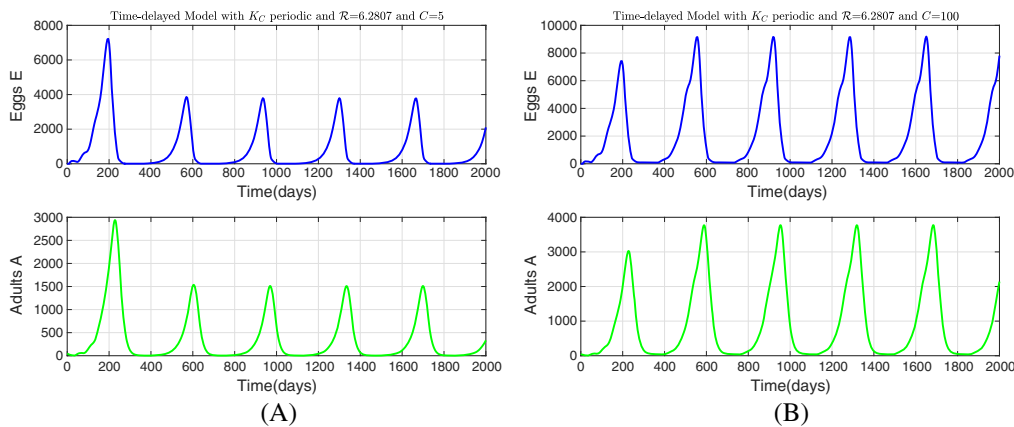 Time-delayed Model with K_C periodic and ℛ=6.2807 and C=5
8000
6000
4000
2000
0
Eggs E
0 200 400 600 800 1000 1200 1400 1600 1800 2000
Time(days)
3000
2500
2000
1500
1000
500
0
Adults A
0 200 400 600 800 1000 1200 1400 1600 1800 2000
Time(days)
(A)
Time-delayed Model with K_C periodic and ℛ=6.2807 and C=100
10000
8000
6000
4000
2000
0
Eggs E
0 200 400 600 800 1000 1200 1400 1600 1800 2000
Time(days)
4000
3000
2000
1000
0
Adults A
0 200 400 600 800 1000 1200 1400 1600 1800 2000
Time(days)
(B)